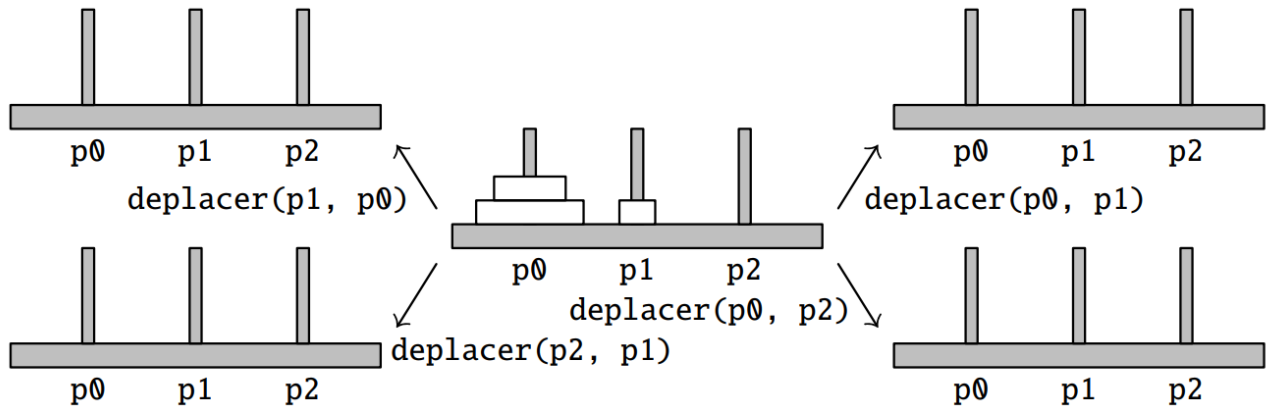 p0 p1 p2
deplacer(p1, p0)
p0 p1 p2
deplacer(p0, p1)
p0 p1 p2
deplacer(p0, p2)
deplacer(p2, p1)
p0 p1 p2
p0 p1 p2